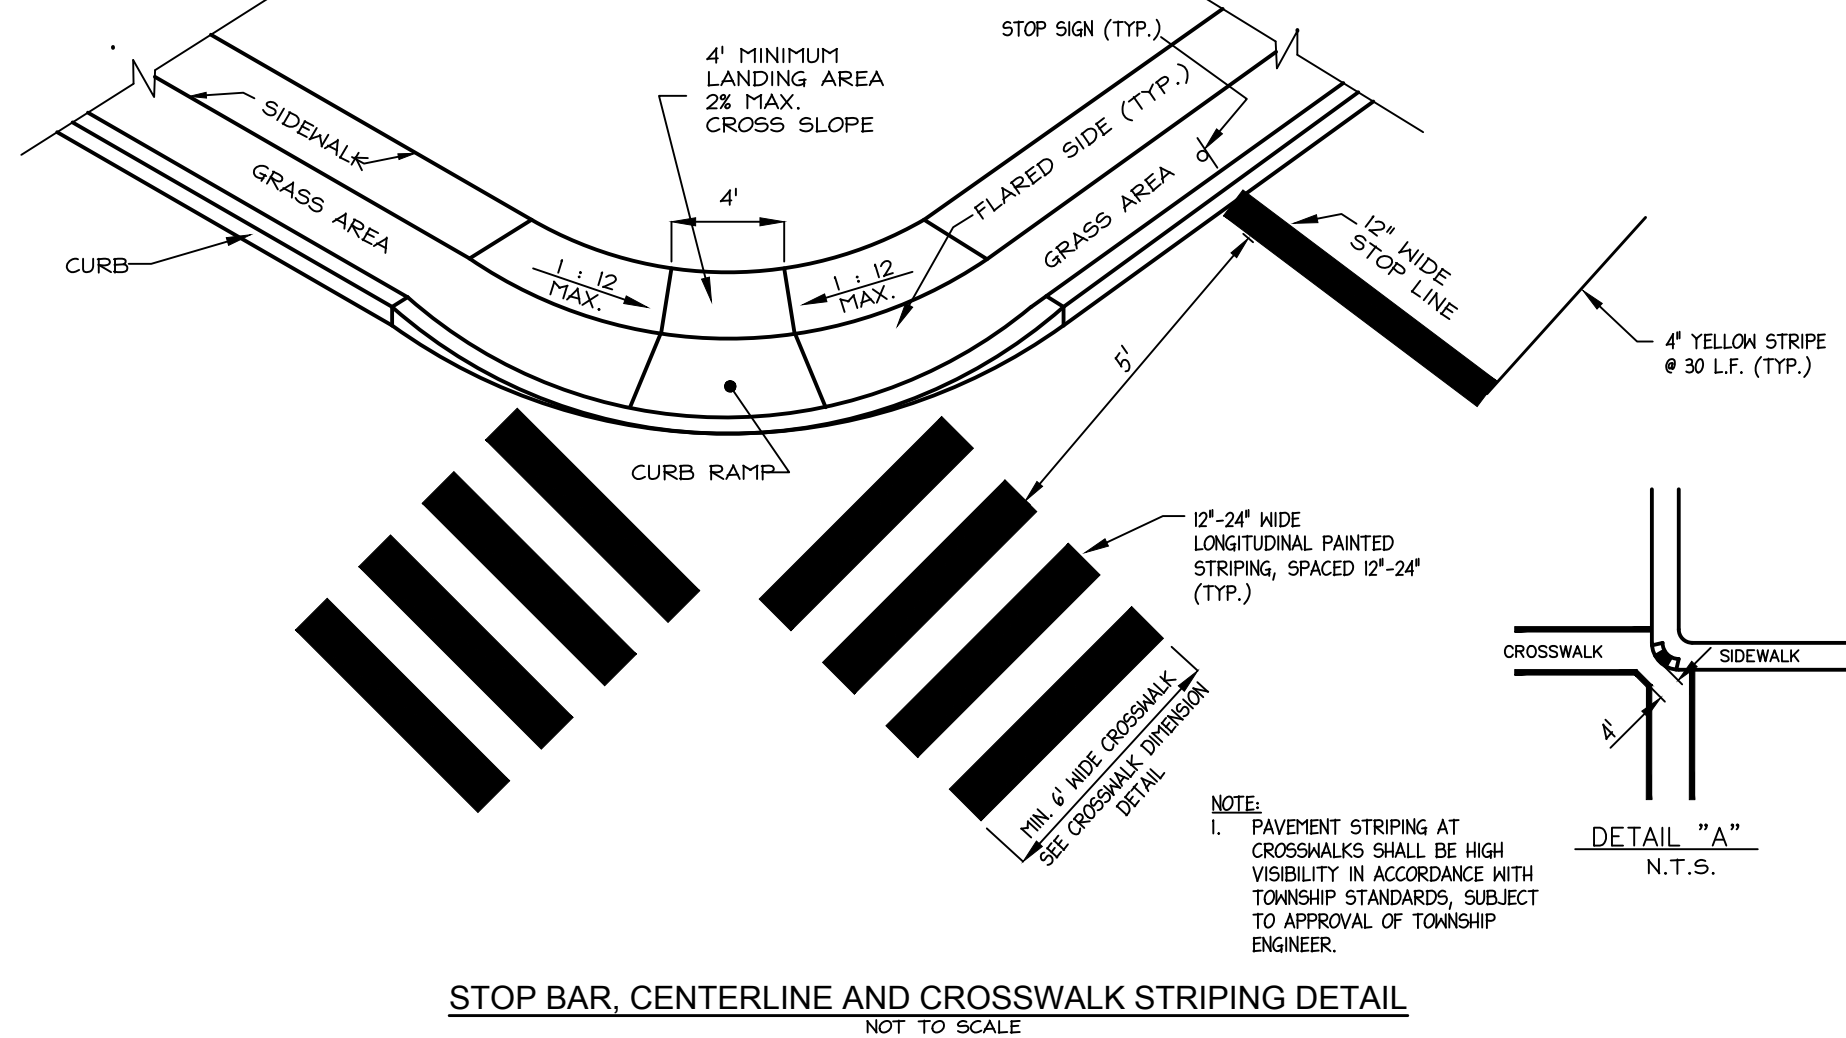 STOP SIGN (TYP.)
4' MINIMUM
LANDING AREA
2% MAX.
CROSS SLOPE
SIDEWALK
GRASS AREA
CURB
4'
1 : 12
MAX.
1 : 12
MAX.
FLARED SIDE (TYP.)
GRASS AREA
12" WIDE
STOP LINE
4" YELLOW STRIPE
@ 30 L.F. (TYP.)
5'
CURB RAMP
12"-24" WIDE
LONGITUDINAL PAINTED
STRIPING, SPACED 12"-24"
(TYP.)
MIN. 6' WIDE CROSSWALK
SEE CROSSWALK DIMENSION
DETAIL
CROSSWALK
SIDEWALK
4'
DETAIL "A"
N.T.S.
NOTE:
1. PAVEMENT STRIPING AT
CROSSWALKS SHALL BE HIGH
VISIBILITY IN ACCORDANCE WITH
TOWNSHIP STANDARDS, SUBJECT
TO APPROVAL OF TOWNSHIP
ENGINEER.
STOP BAR, CENTERLINE AND CROSSWALK STRIPING DETAIL
NOT TO SCALE